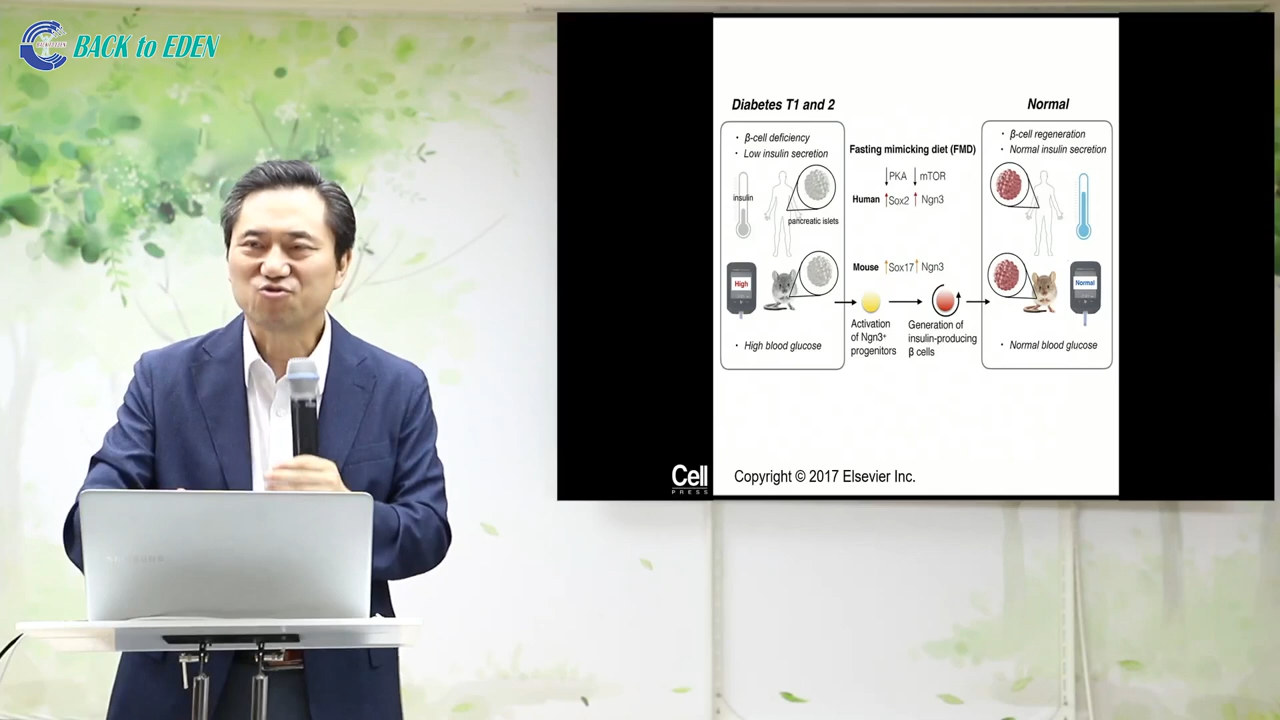 BACK to EDEN
Diabetes T1 and 2
• β-cell deficiency
• Low insulin secretion
insulin
pancreatic islets
High
• High blood glucose
Fasting mimicking diet (FMD)
↓PKA ↓mTOR
Human ↑Sox2 ↑Ngn3
Mouse ↑Sox17 ↑Ngn3
Activation
of Ngn3⁺
progenitors
Generation of
insulin-producing
β cells
Normal
• β-cell regeneration
• Normal insulin secretion
Normal
• Normal blood glucose
Cell
PRESS
Copyright © 2017 Elsevier Inc.